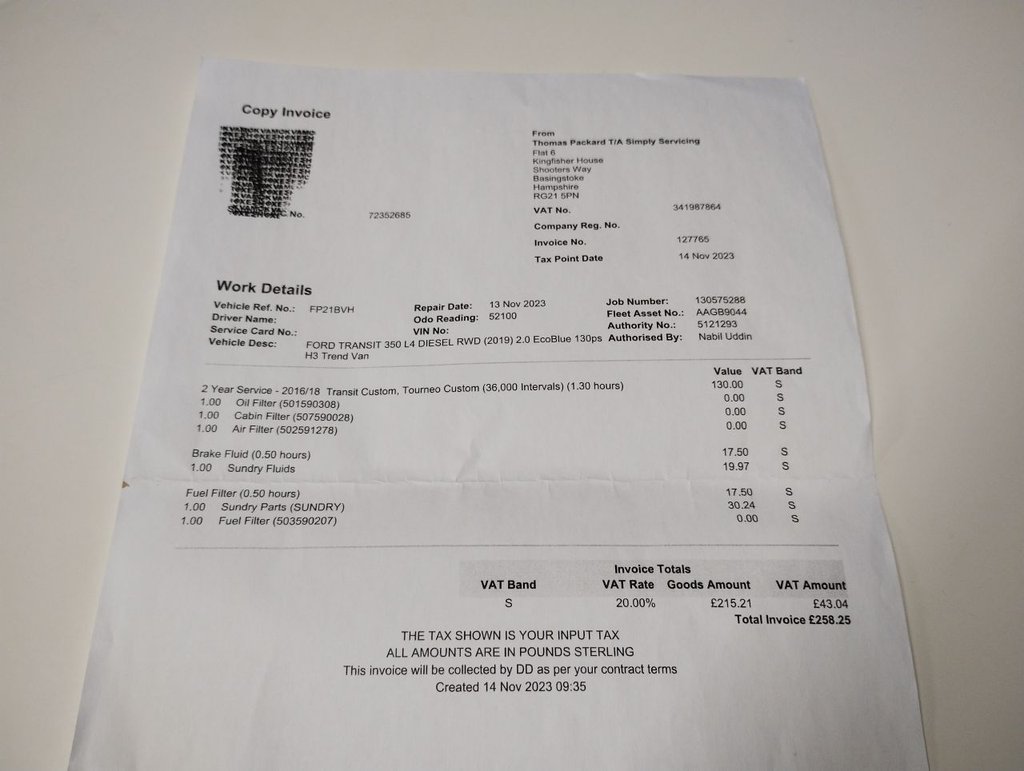 Copy Invoice
C. No. 72352685
From
Thomas Packard T/A Simply Servicing
Flat 6
Kingfisher House
Shooters Way
Basingstoke
Hampshire
RG21 5PN
VAT No. 341987864
Company Reg. No.
Invoice No. 127765
Tax Point Date 14 Nov 2023
Work Details
Vehicle Ref. No.: FP21BVH Repair Date: 13 Nov 2023 Job Number: 130575288
Driver Name: Odo Reading: 52100 Fleet Asset No.: AAGB9044
Service Card No.: VIN No: Authority No.: 5121293
Vehicle Desc: FORD TRANSIT 350 L4 DIESEL RWD (2019) 2.0 EcoBlue 130ps Authorised By: Nabil Uddin
H3 Trend Van
Value VAT Band
2 Year Service - 2016/18 Transit Custom, Tourneo Custom (36,000 Intervals) (1.30 hours) 130.00 S
1.00 Oil Filter (501590308) 0.00 S
1.00 Cabin Filter (507590028) 0.00 S
1.00 Air Filter (502591278) 0.00 S
Brake Fluid (0.50 hours) 17.50 S
1.00 Sundry Fluids 19.97 S
Fuel Filter (0.50 hours) 17.50 S
1.00 Sundry Parts (SUNDRY) 30.24 S
1.00 Fuel Filter (503590207) 0.00 S
Invoice Totals
VAT Band VAT Rate Goods Amount VAT Amount
S 20.00% £215.21 £43.04
Total Invoice £258.25
THE TAX SHOWN IS YOUR INPUT TAX
ALL AMOUNTS ARE IN POUNDS STERLING
This invoice will be collected by DD as per your contract terms
Created 14 Nov 2023 09:35